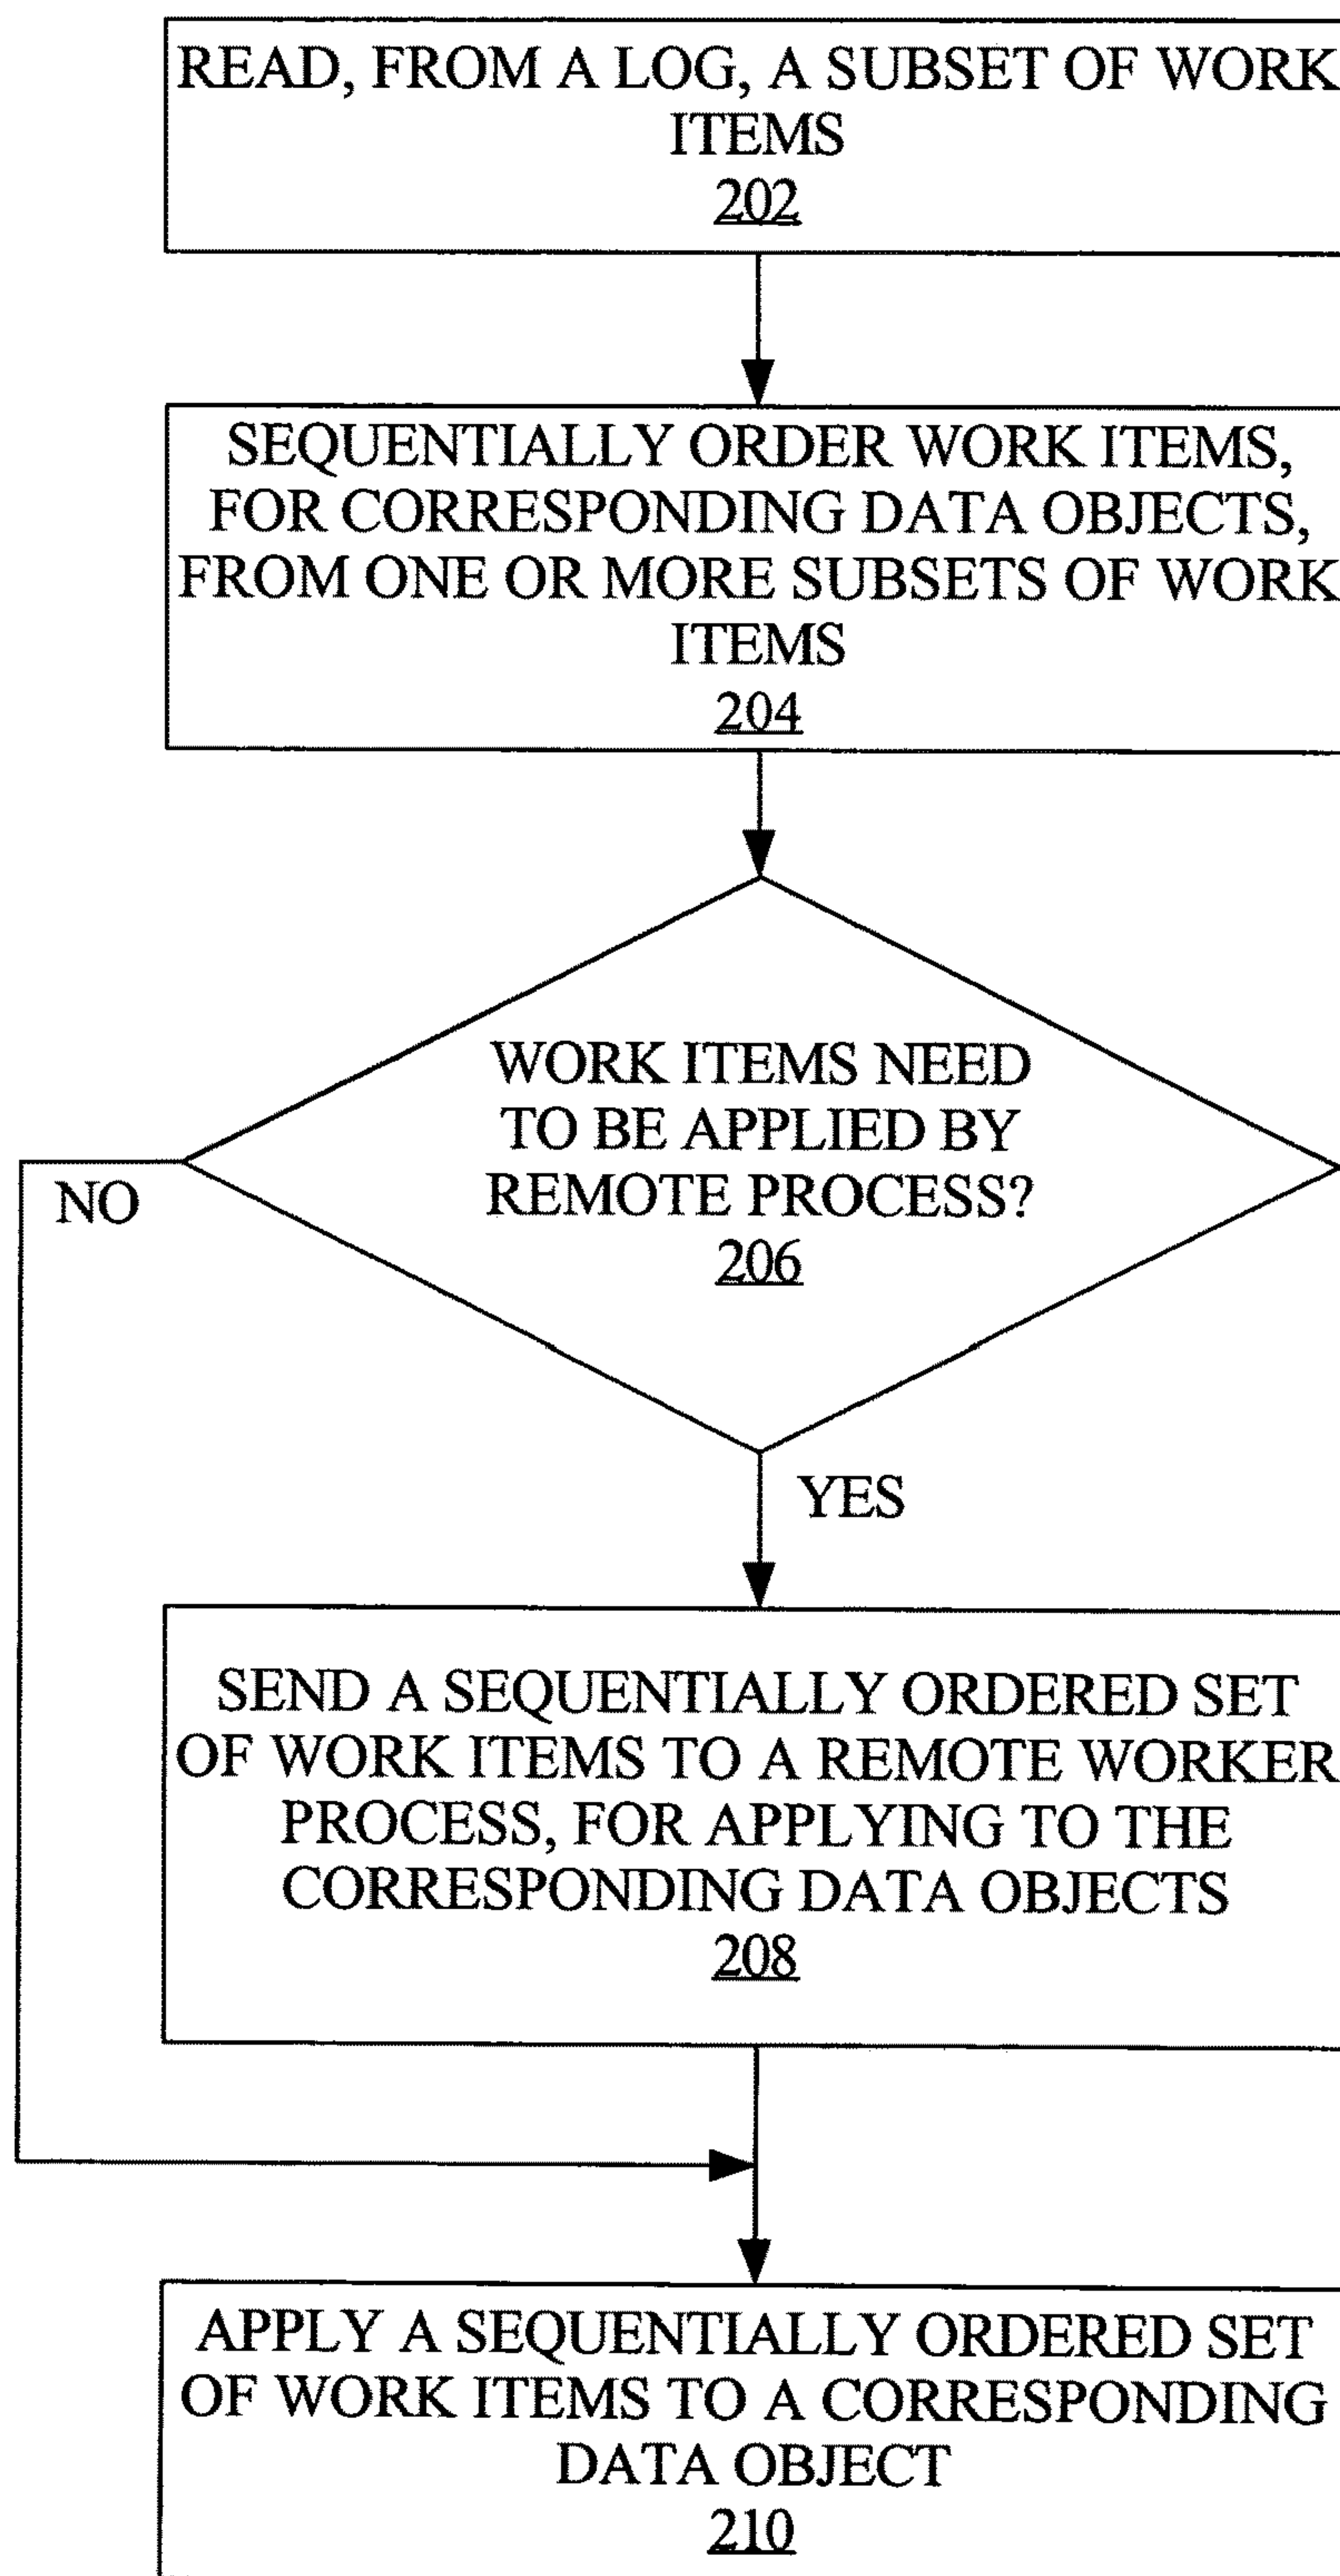 READ, FROM A LOG, A SUBSET OF WORK
ITEMS
202
SEQUENTIALLY ORDER WORK ITEMS,
FOR CORRESPONDING DATA OBJECTS,
FROM ONE OR MORE SUBSETS OF WORK
ITEMS
204
WORK ITEMS NEED
TO BE APPLIED BY
REMOTE PROCESS?
206
NO
YES
SEND A SEQUENTIALLY ORDERED SET
OF WORK ITEMS TO A REMOTE WORKER
PROCESS, FOR APPLYING TO THE
CORRESPONDING DATA OBJECTS
208
APPLY A SEQUENTIALLY ORDERED SET
OF WORK ITEMS TO A CORRESPONDING
DATA OBJECT
210